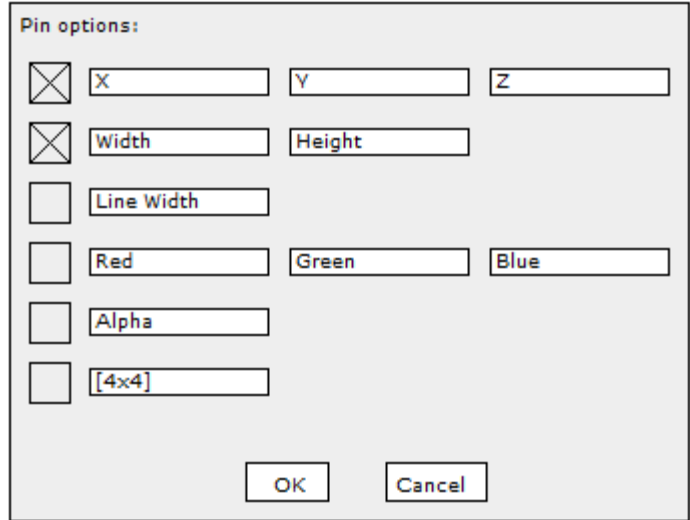 Pin options:
X Y Z
Width Height
Line Width
Red Green Blue
Alpha
[4x4]
OK Cancel